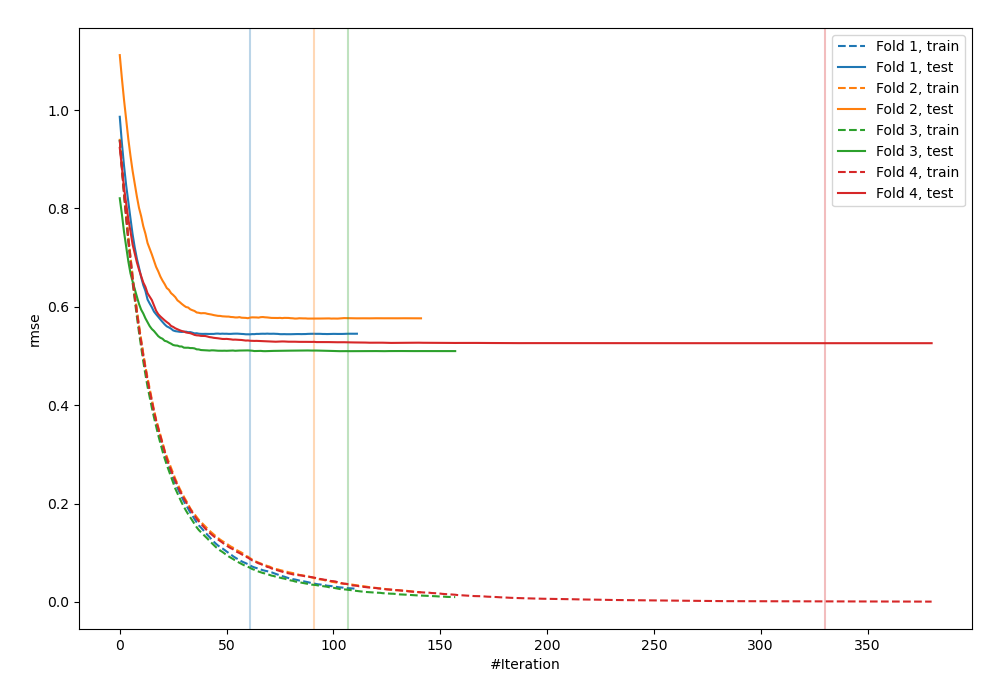 Fold 1, train
Fold 1, test
Fold 2, train
Fold 2, test
Fold 3, train
Fold 3, test
Fold 4, train
Fold 4, test
rmse
1.0
0.8
0.6
0.4
0.2
0.0
0 50 100 150 200 250 300 350
#Iteration